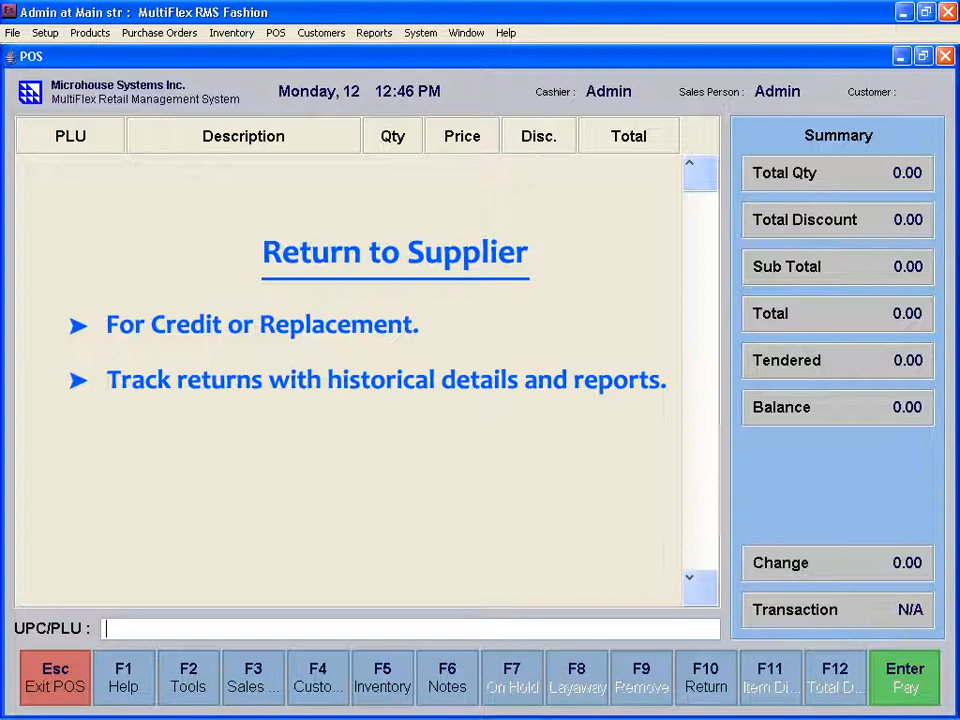 Admin at Main str : MultiFlex RMS Fashion
File Setup Products Purchase Orders Inventory POS Customers Reports System Window Help
POS
Microhouse Systems Inc.
MultiFlex Retail Management System
Monday, 12 12:46 PM
Cashier : Admin
Sales Person : Admin
Customer :
PLU Description Qty Price Disc. Total
Return to Supplier
➤ For Credit or Replacement.
➤ Track returns with historical details and reports.
Summary
Total Qty 0.00
Total Discount 0.00
Sub Total 0.00
Total 0.00
Tendered 0.00
Balance 0.00
Change 0.00
Transaction N/A
UPC/PLU :
Esc F1 F2 F3 F4 F5 F6 F7 F8 F9 F10 F11 F12 Enter
Exit POS Help Tools Sales ... Custo... Inventory Notes On Hold Layaway Remove Return Item Di... Total D... Pay